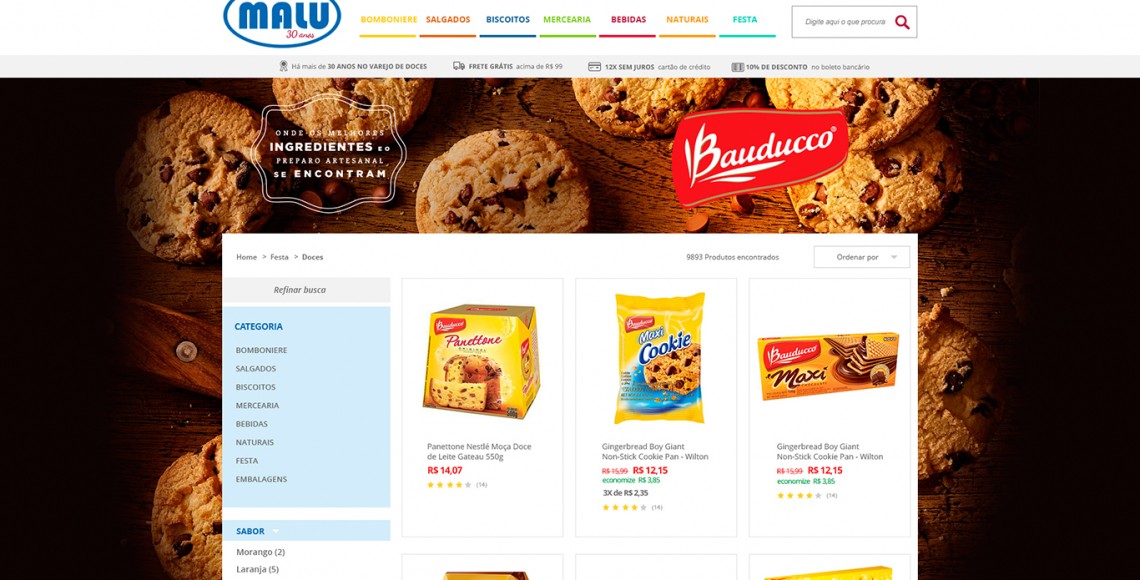 MALU
30 anos
BOMBONIERE SALGADOS BISCOITOS MERCEARIA BEBIDAS NATURAIS FESTA
Digite aqui o que procura
Há mais de 30 ANOS NO VAREJO DE DOCES FRETE GRÁTIS acima de R$ 99 12X SEM JUROS cartão de crédito 10% DE DESCONTO no boleto bancário
ONDE OS MELHORES
INGREDIENTES E O
PREPARO ARTESANAL
SE ENCONTRAM
Bauducco
Home > Festa > Doces
9893 Produtos encontrados
Ordenar por
Refinar busca
CATEGORIA
BOMBONIERE
SALGADOS
BISCOITOS
MERCEARIA
BEBIDAS
NATURAIS
FESTA
EMBALAGENS
SABOR
Morango (2)
Laranja (5)
Bauducco
Panettone
ORIGINAL
Panettone Nestlé Moça Doce
de Leite Gateau 550g
R$ 14,07
(14)
Bauducco
Maxi
Cookie
Gingerbread Boy Giant
Non-Stick Cookie Pan - Wilton
R$ 15,99 R$ 12,15
economize R$ 3,85
3X de R$ 2,35
(14)
Bauducco
Maxi
Gingerbread Boy Giant
Non-Stick Cookie Pan - Wilton
R$ 15,99 R$ 12,15
economize R$ 3,85
(14)